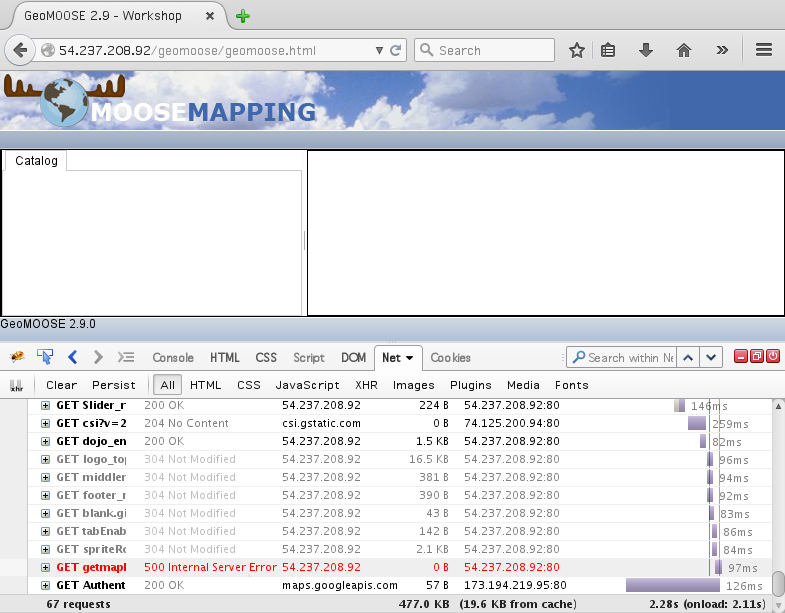 GeoMOOSE 2.9 - Workshop
54.237.208.92/geomoose/geomoose.html
Search
MOOSEMAPPING
Catalog
GeoMOOSE 2.9.0
Console HTML CSS Script DOM Net Cookies
Search within Ne
xhr Clear Persist All HTML CSS JavaScript XHR Images Plugins Media Fonts
GET Slider_r 200 OK 54.237.208.92 224 B 54.237.208.92:80 146ms
GET csi?v=2 204 No Content csi.gstatic.com 0 B 74.125.200.94:80 259ms
GET dojo_en 200 OK 54.237.208.92 1.5 KB 54.237.208.92:80 82ms
GET logo_top 304 Not Modified 54.237.208.92 16.5 KB 54.237.208.92:80 96ms
GET middler 304 Not Modified 54.237.208.92 381 B 54.237.208.92:80 94ms
GET footer_r 304 Not Modified 54.237.208.92 390 B 54.237.208.92:80 92ms
GET blank.gi 304 Not Modified 54.237.208.92 43 B 54.237.208.92:80 83ms
GET tabEnab 304 Not Modified 54.237.208.92 142 B 54.237.208.92:80 86ms
GET spriteRo 304 Not Modified 54.237.208.92 2.1 KB 54.237.208.92:80 84ms
GET getmapl 500 Internal Server Error 54.237.208.92 0 B 54.237.208.92:80 97ms
GET Authent 200 OK maps.googleapis.com 57 B 173.194.219.95:80 126ms
67 requests 477.0 KB (19.6 KB from cache) 2.28s (onload: 2.11s)